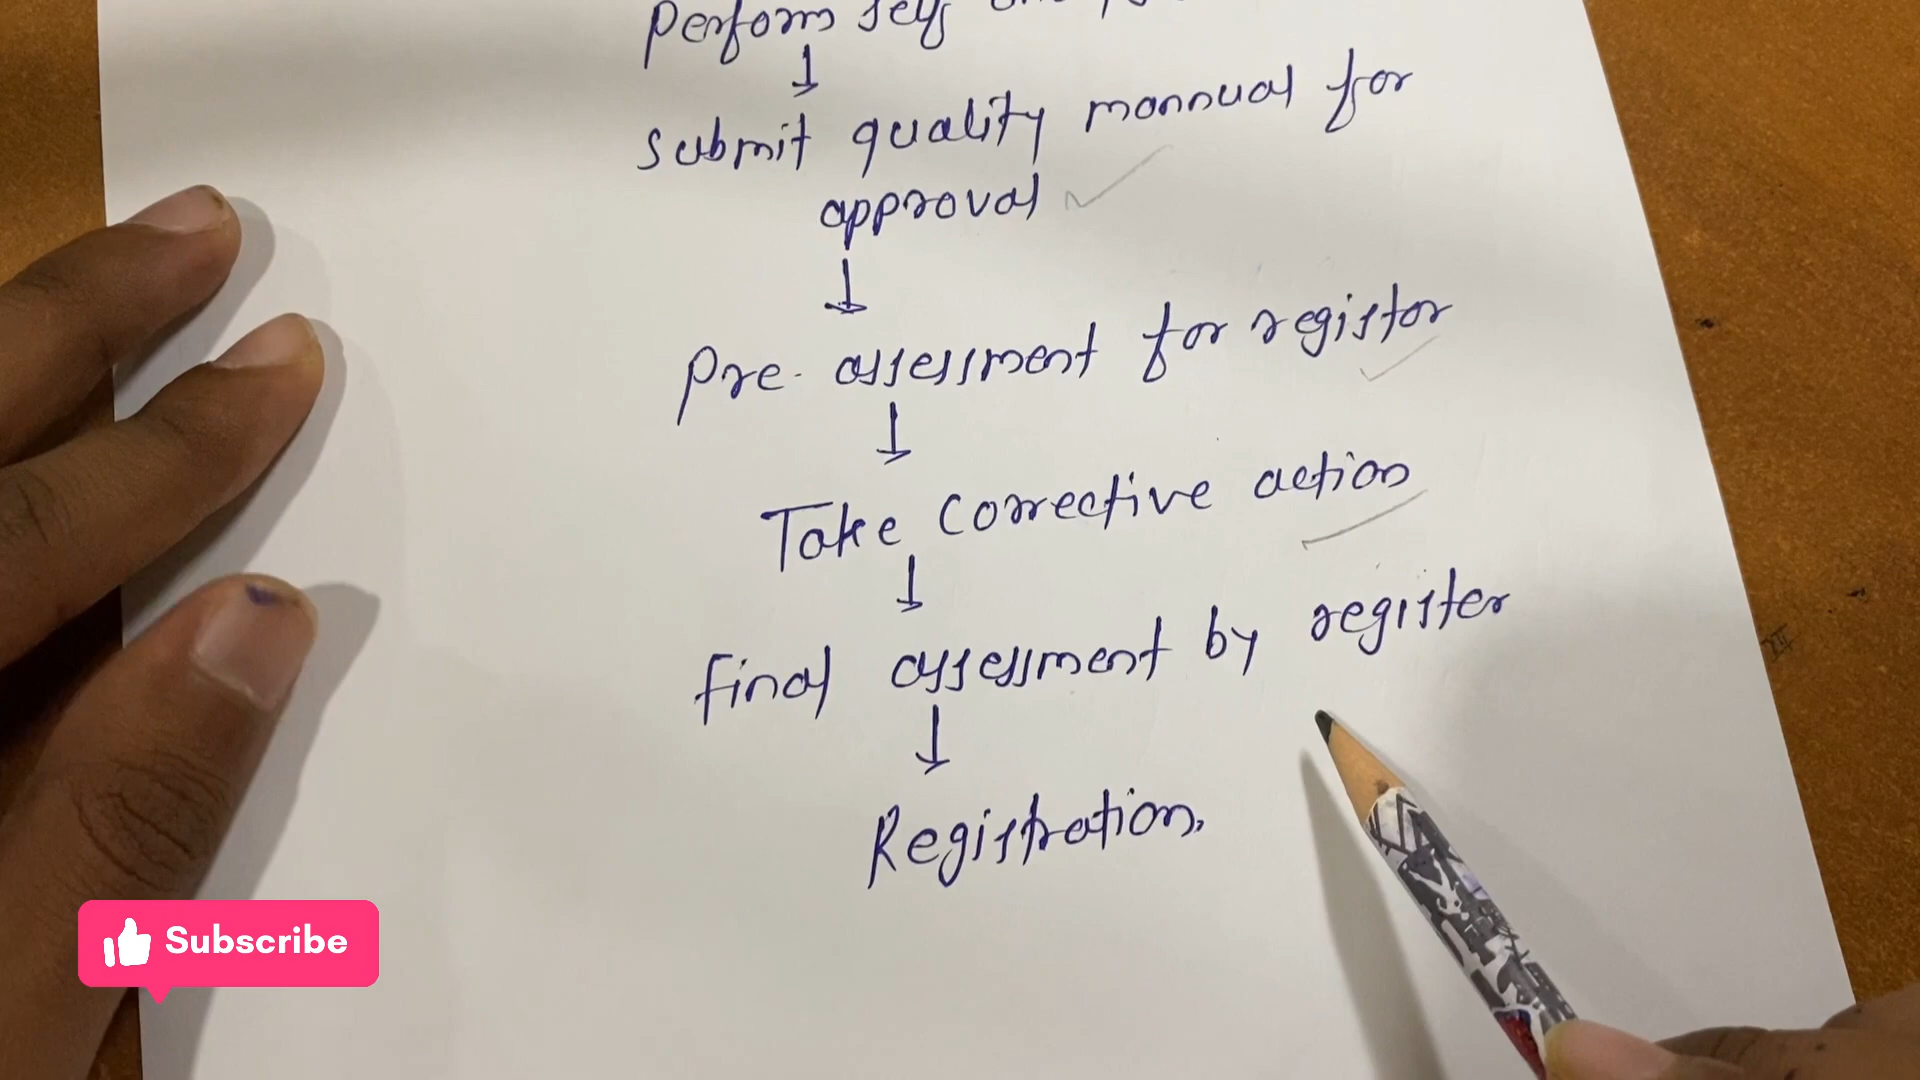 Perform self
submit quality mannual for
approval
Pre-assessment for registor
Take corrective action
final assessment by register
Registration.
Subscribe